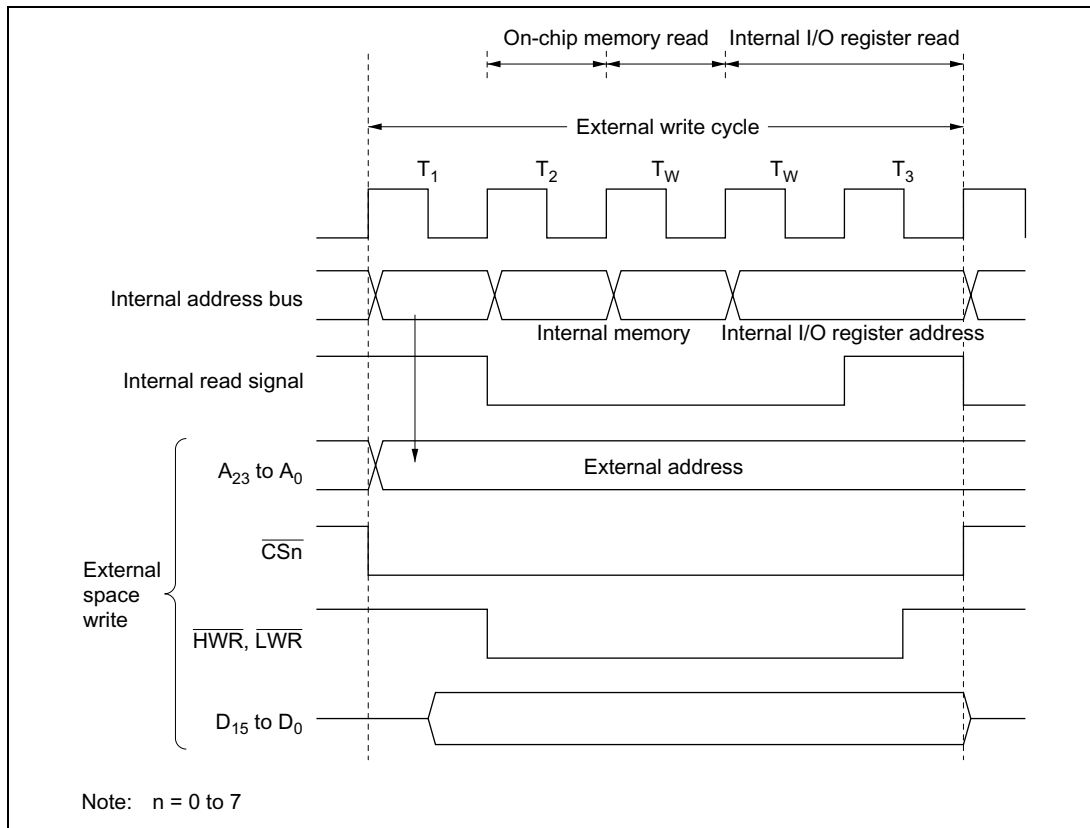 On-chip memory read Internal I/O register read
External write cycle
T1 T2 TW TW T3
Internal address bus
Internal memory Internal I/O register address
Internal read signal
A23 to A0 External address
CSn
External
space
write
HWR, LWR
D15 to D0
Note: n = 0 to 7